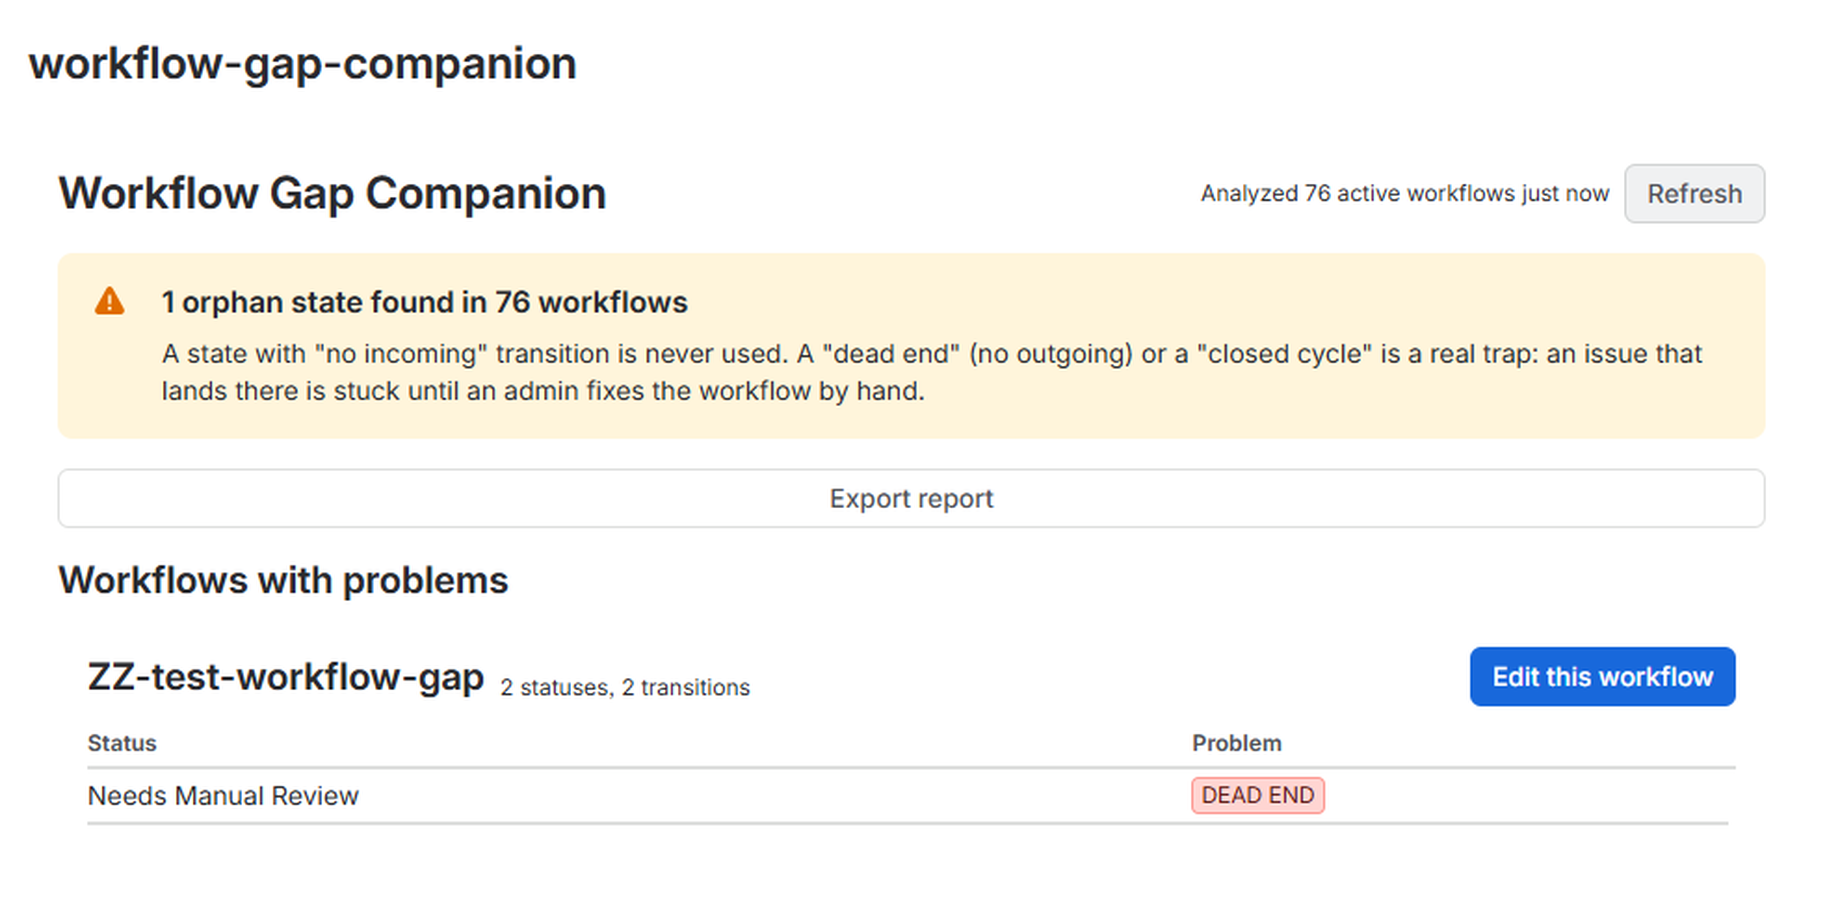 workflow-gap-companion
Workflow Gap Companion
Analyzed 76 active workflows just now
Refresh
1 orphan state found in 76 workflows
A state with "no incoming" transition is never used. A "dead end" (no outgoing) or a "closed cycle" is a real trap: an issue that
lands there is stuck until an admin fixes the workflow by hand.
Export report
Workflows with problems
ZZ-test-workflow-gap 2 statuses, 2 transitions
Edit this workflow
Status Problem
Needs Manual Review DEAD END